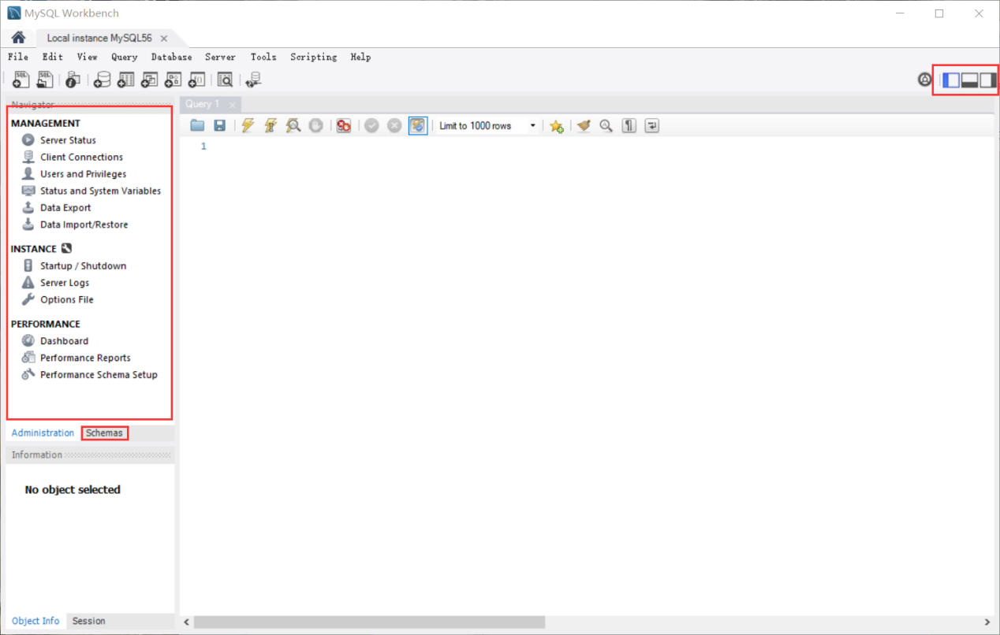 MySQL Workbench
Local instance MySQL56
File Edit View Query Database Server Tools Scripting Help
Navigator
Query 1
MANAGEMENT
Limit to 1000 rows
Server Status
1
Client Connections
Users and Privileges
Status and System Variables
Data Export
Data Import/Restore
INSTANCE
Startup / Shutdown
Server Logs
Options File
PERFORMANCE
Dashboard
Performance Reports
Performance Schema Setup
Administration Schemas
Information
No object selected
Object Info Session